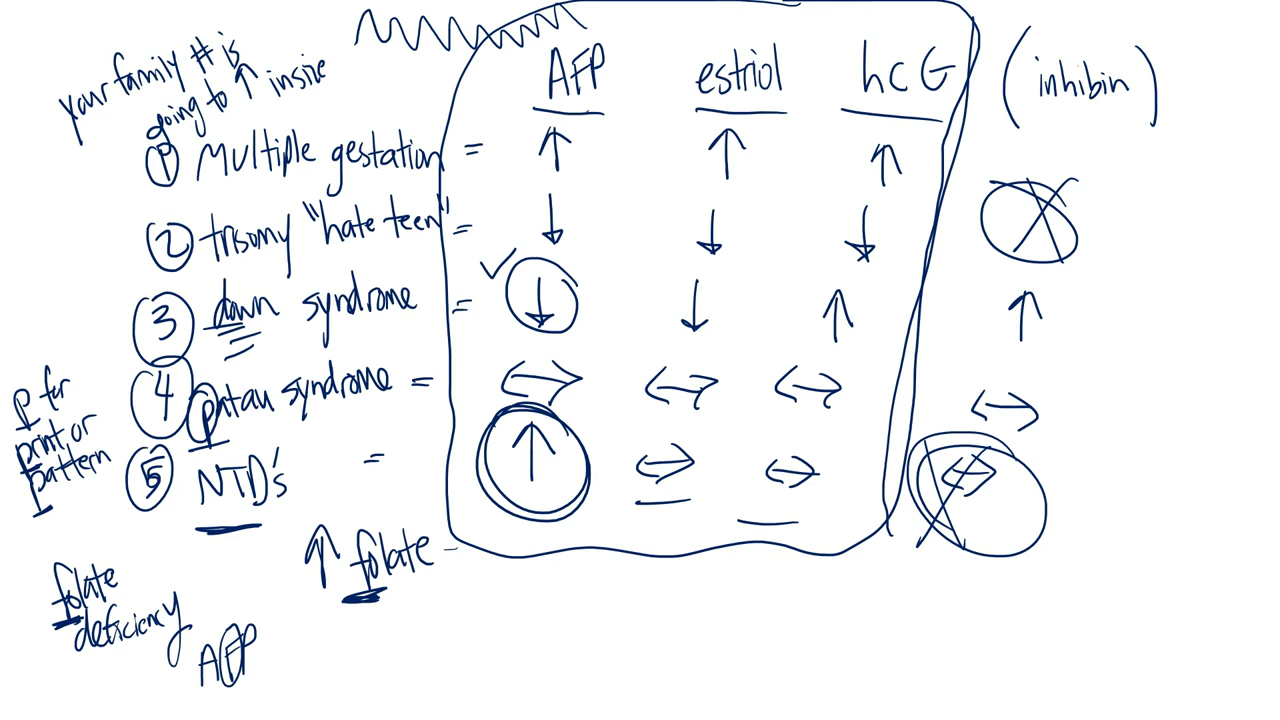 AFP estriol hCG (inhibin)
your family # is
going to ↑ inside
① Multiple gestation = ↑ ↑ ↑
② trisomy "hate teen" = ↓ ↓ ↓
③ down syndrome = ✓ ↓ ↓ ↑ ↑
④ patau syndrome = ↔ ↔ ↔ ↔
p for
print, or
pattern
⑤ NTD's = ↑ ↔ ↔ ↔
↑ folate
folate
deficiency
AFP